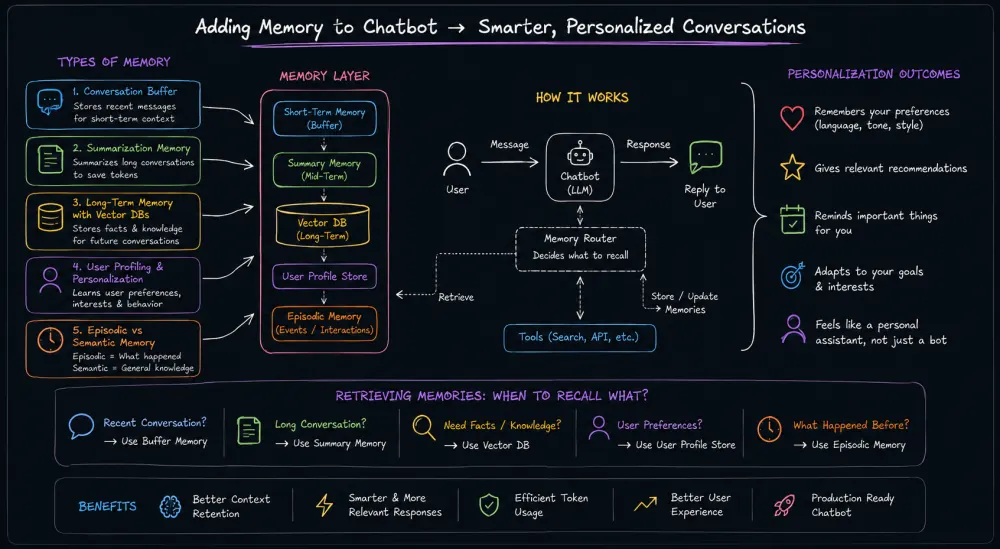 Adding Memory to Chatbot → Smarter, Personalized Conversations
TYPES OF MEMORY
1. Conversation Buffer
Stores recent messages
for short-term context
2. Summarization Memory
Summarizes long conversations
to save tokens
3. Long-Term Memory
with Vector DBs
Stores facts & knowledge
for future conversations
4. User Profiling &
Personalization
Learns user preferences,
interests & behavior
5. Episodic vs
Semantic Memory
Episodic = What happened
Semantic = General knowledge
MEMORY LAYER
Short-Term Memory
(Buffer)
Summary Memory
(Mid-Term)
Vector DB
(Long-Term)
User Profile Store
Episodic Memory
(Events / Interactions)
HOW IT WORKS
User
Message
Chatbot
(LLM)
Response
Reply to
User
Memory Router
Decides what to recall
Retrieve
Store / Update
Memories
Tools (Search, API, etc.)
PERSONALIZATION OUTCOMES
Remembers your preferences
(language, tone, style)
Gives relevant recommendations
Reminds important things
for you
Adapts to your goals
& interests
Feels like a personal
assistant, not just a bot
RETRIEVING MEMORIES: WHEN TO RECALL WHAT?
Recent Conversation?
→ Use Buffer Memory
Long Conversation?
→ Use Summary Memory
Need Facts / Knowledge?
→ Use Vector DB
User Preferences?
→ Use User Profile Store
What Happened Before?
→ Use Episodic Memory
BENEFITS
Better Context
Retention
Smarter & More
Relevant Responses
Efficient Token
Usage
Better User
Experience
Production Ready
Chatbot